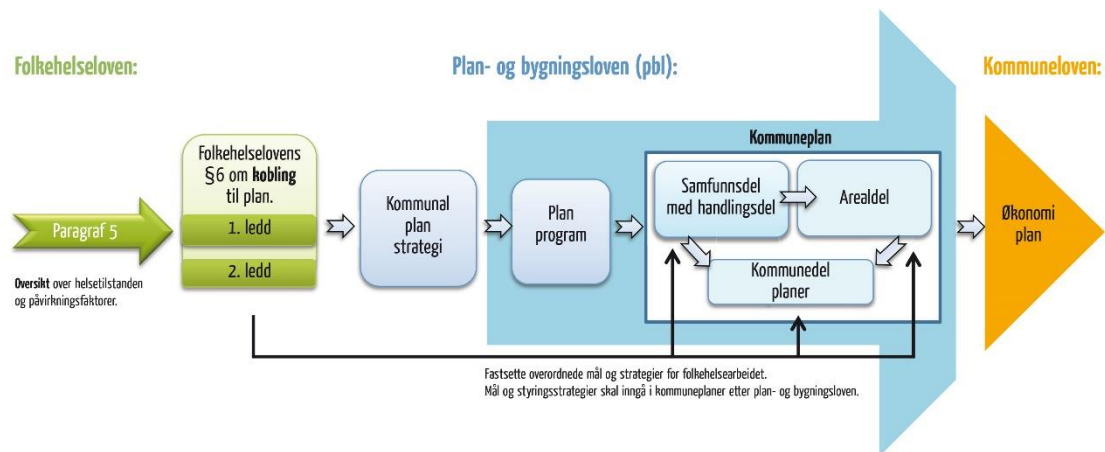 Folkehelseloven:
Plan- og bygningsloven (pbl):
Kommuneloven:
Paragraf 5
Oversikt over helsetilstanden
og påvirkningsfaktorer.
Folkehelselovens
§6 om kobling
til plan.
1. ledd
2. ledd
Kommunal
plan
strategi
Plan
program
Kommuneplan
Samfunnsdel
med handlingsdel
Arealdel
Kommunedel
planer
Økonomi
plan
Fastsette overordnede mål og strategier for folkehelsearbeidet.
Mål og styringsstrategier skal inngå i kommuneplaner etter plan- og bygningsloven.